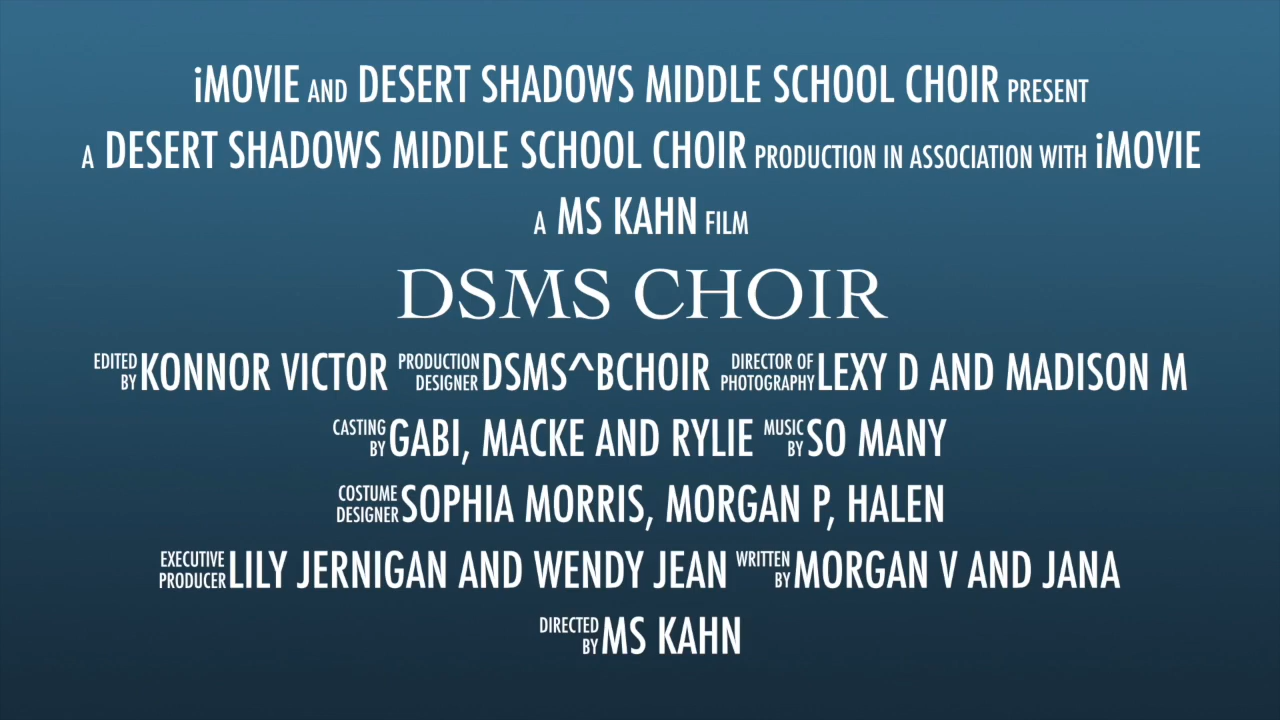 iMOVIE AND DESERT SHADOWS MIDDLE SCHOOL CHOIR PRESENT
A DESERT SHADOWS MIDDLE SCHOOL CHOIR PRODUCTION IN ASSOCIATION WITH iMOVIE
A MS KAHN FILM
DSMS CHOIR
EDITED BY KONNOR VICTOR PRODUCTION DESIGNER DSMS^BCHOIR DIRECTOR OF PHOTOGRAPHY LEXY D AND MADISON M
CASTING BY GABI, MACKE AND RYLIE MUSIC BY SO MANY
COSTUME DESIGNER SOPHIA MORRIS, MORGAN P, HALEN
EXECUTIVE PRODUCER LILY JERNIGAN AND WENDY JEAN WRITTEN BY MORGAN V AND JANA
DIRECTED BY MS KAHN